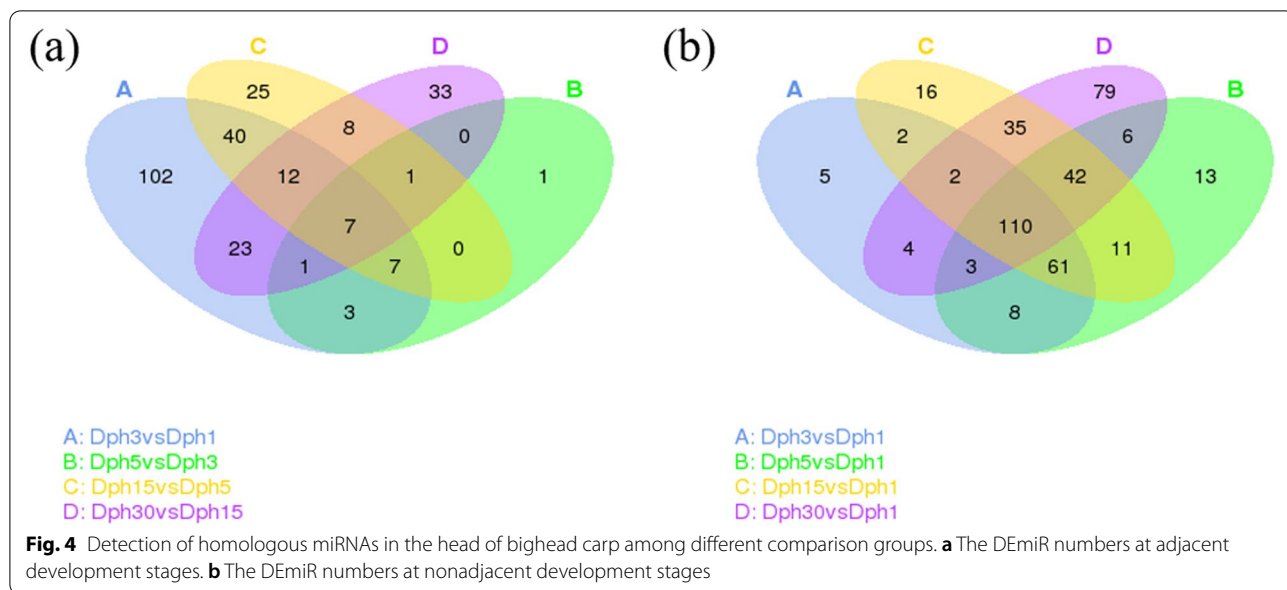 (a)
C
D
A
B
25
33
40
8
0
102
12
1
1
7
23
0
1
7
3
A: Dph3vsDph1
B: Dph5vsDph3
C: Dph15vsDph5
D: Dph30vsDph15
(b)
C
D
A
B
16
79
2
35
6
5
2
42
13
110
4
11
3
61
8
A: Dph3vsDph1
B: Dph5vsDph1
C: Dph15vsDph1
D: Dph30vsDph1
Fig. 4 Detection of homologous miRNAs in the head of bighead carp among different comparison groups. a The DEmiR numbers at adjacent
development stages. b The DEmiR numbers at nonadjacent development stages